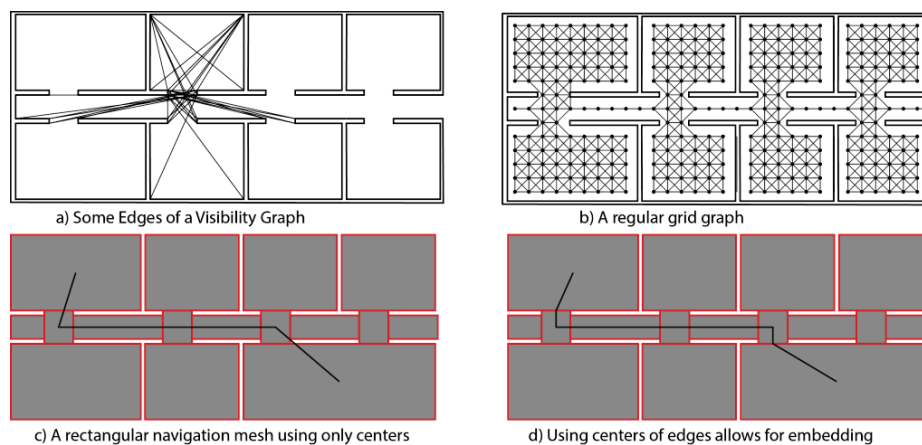 a) Some Edges of a Visibility Graph
b) A regular grid graph
c) A rectangular navigation mesh using only centers
d) Using centers of edges allows for embedding